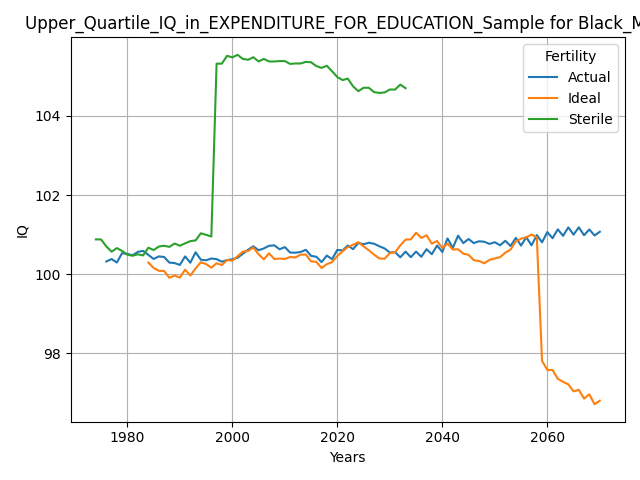 Upper_Quartile_IQ_in_EXPENDITURE_FOR_EDUCATION_Sample for Black_M
Fertility
Actual
Ideal
Sterile
104
102
100
98
IQ
1980 2000 2020 2040 2060
Years